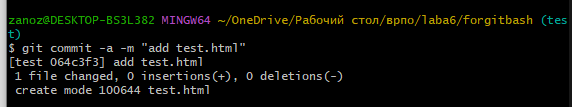 zanoz@DESKTOP-BS3L382 MINGW64 ~/OneDrive/Рабочий стол/врпо/laba6/forgitbash (tes
t)
$ git commit -a -m "add test.html"
[test 064c3f3] add test.html
 1 file changed, 0 insertions(+), 0 deletions(-)
 create mode 100644 test.html